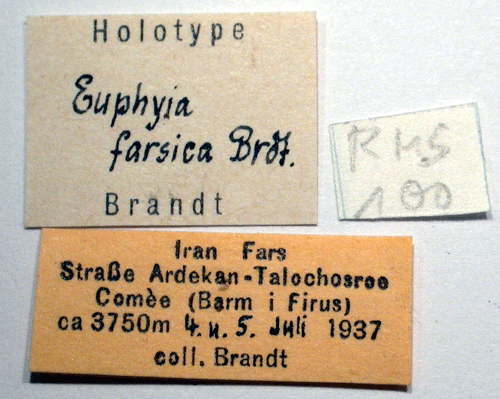 Holotype
Euphyia
farsica Brdt.
Brandt
RMS
100
Iran Fars
Straße Ardekan-Talochosroe
Comèe (Barm i Firus)
ca 3750m 4. u. 5. Juli 1937
coll. Brandt